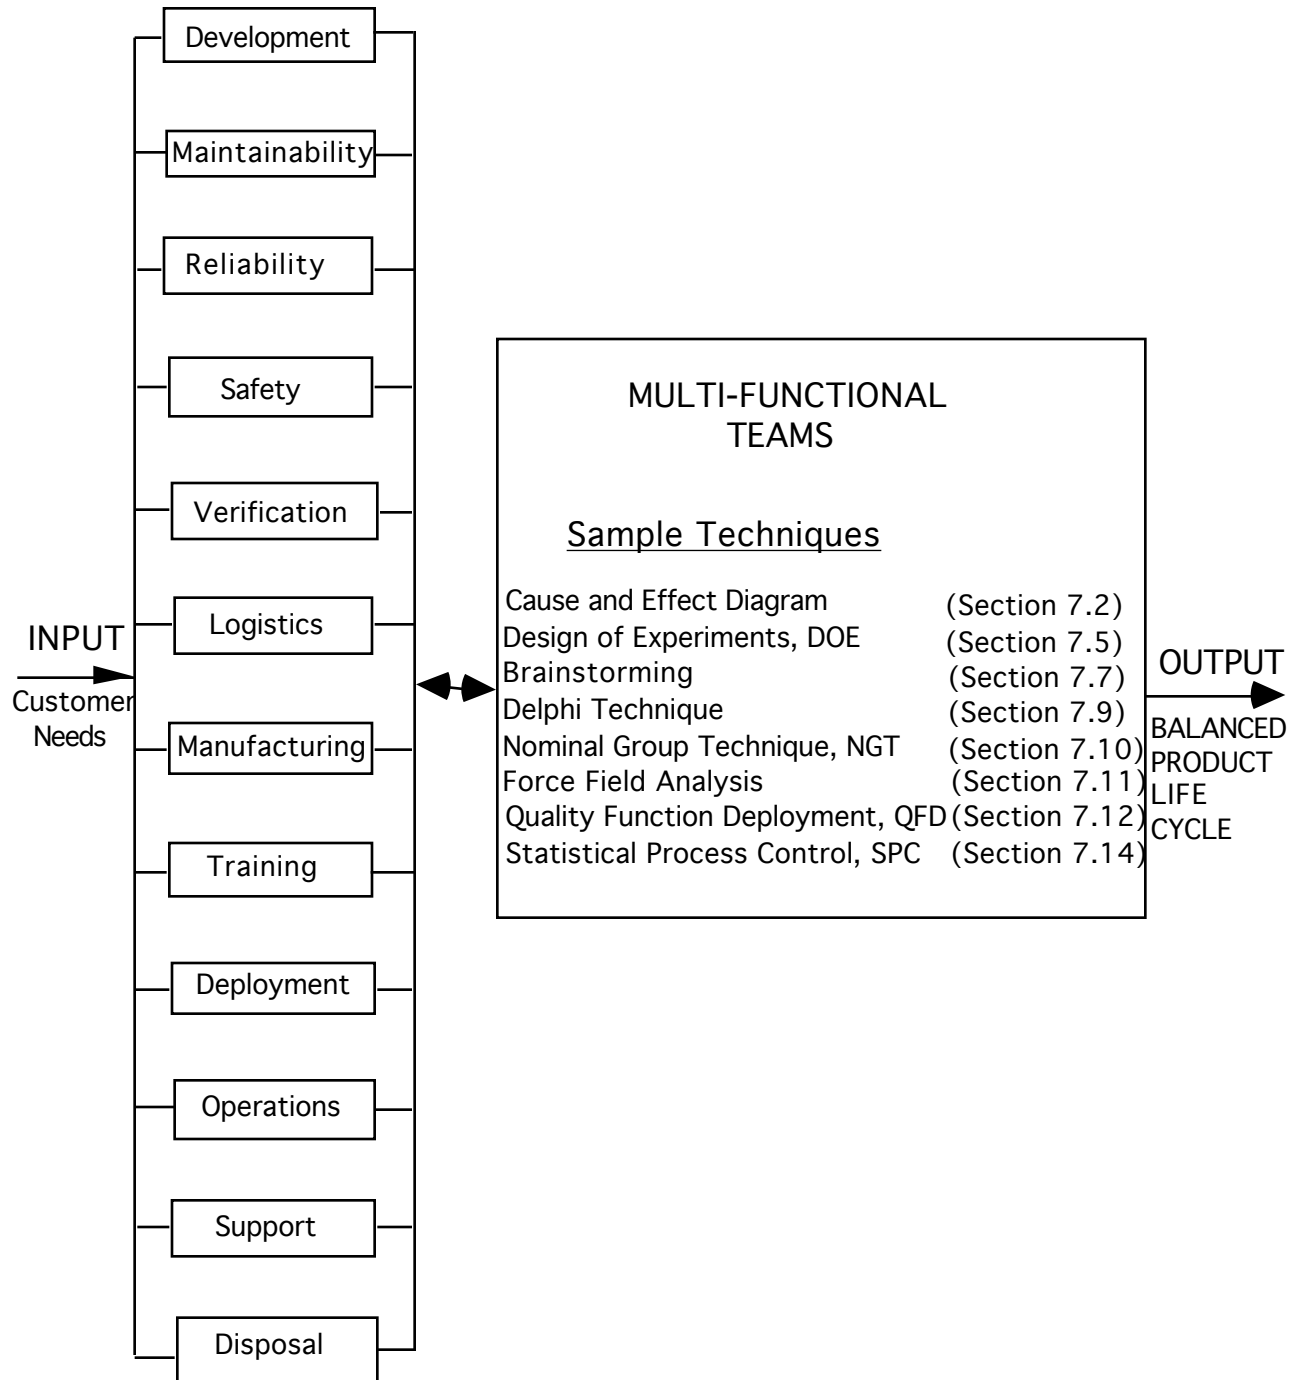 Development
Maintainability
Reliability
Safety
Verification
Logistics
Manufacturing
Training
Deployment
Operations
Support
Disposal
INPUT
Customer
Needs
MULTI-FUNCTIONAL
TEAMS
Sample Techniques
Cause and Effect Diagram (Section 7.2)
Design of Experiments, DOE (Section 7.5)
Brainstorming (Section 7.7)
Delphi Technique (Section 7.9)
Nominal Group Technique, NGT (Section 7.10)
Force Field Analysis (Section 7.11)
Quality Function Deployment, QFD (Section 7.12)
Statistical Process Control, SPC (Section 7.14)
OUTPUT
BALANCED
PRODUCT
LIFE
CYCLE